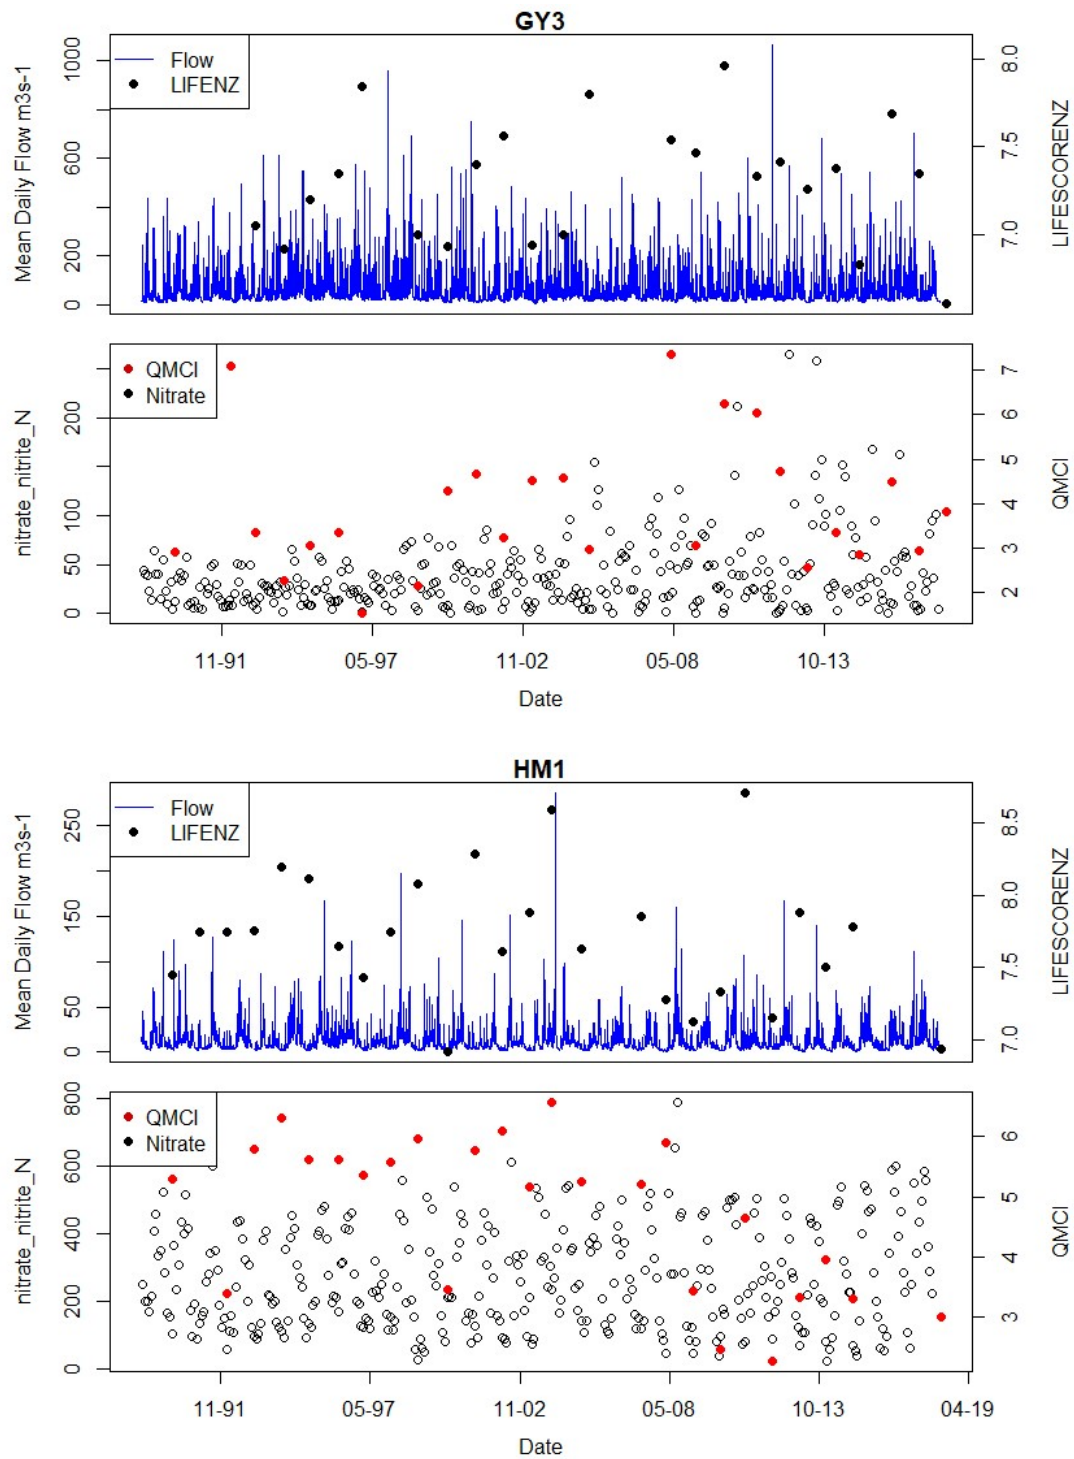 GY3
Flow
LIFENZ
Mean Daily Flow m3s-1
0
200
600
1000
7.0
7.5
8.0
LIFESCORENZ
QMCI
Nitrate
nitrate_nitrite_N
0
50
100
200
2
3
4
5
6
7
QMCI
11-91
05-97
11-02
05-08
10-13
Date
HM1
Flow
LIFENZ
Mean Daily Flow m3s-1
0
50
150
250
7.0
7.5
8.0
8.5
LIFESCORENZ
QMCI
Nitrate
nitrate_nitrite_N
0
200
400
600
800
3
4
5
6
QMCI
11-91
05-97
11-02
05-08
10-13
04-19
Date